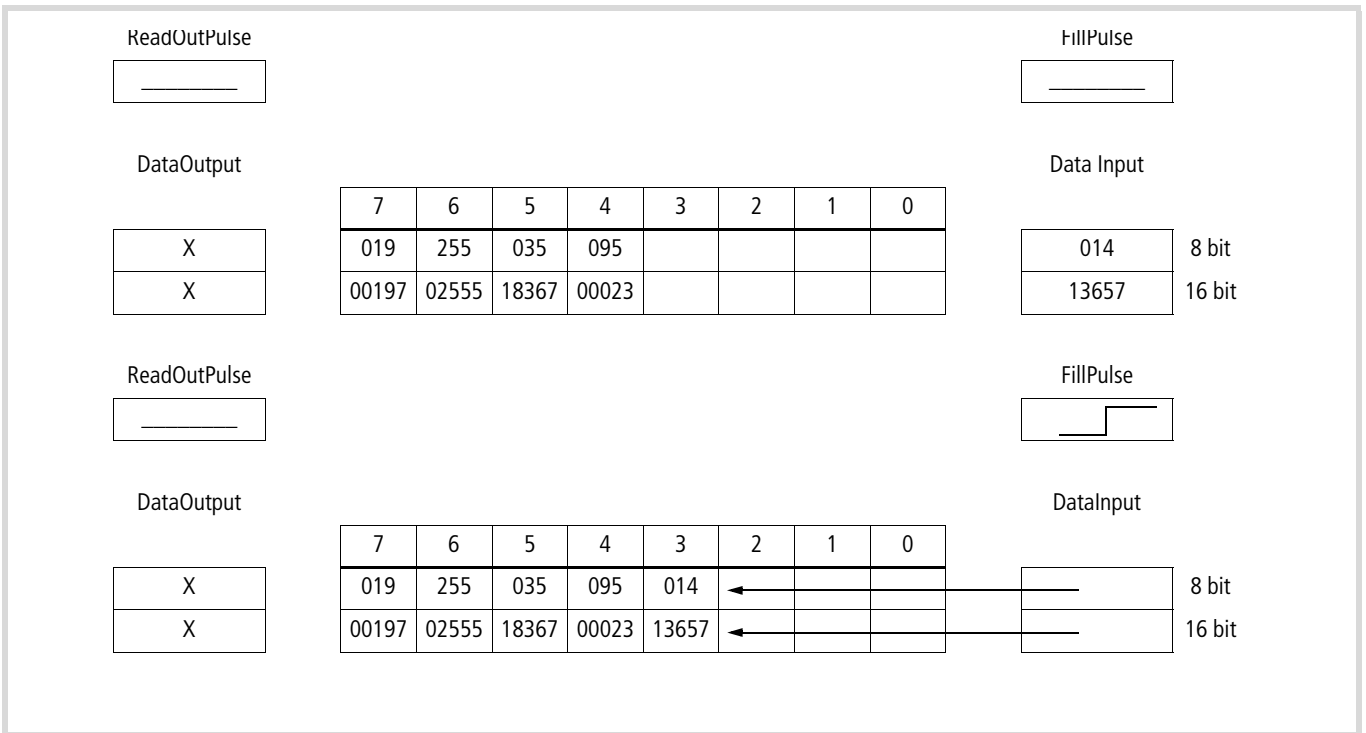 ReadOutPulse FillPulse
DataOutput Data Input
7 6 5 4 3 2 1 0
X 019 255 035 095 014 8 bit
X 00197 02555 18367 00023 13657 16 bit
ReadOutPulse FillPulse
DataOutput DataInput
7 6 5 4 3 2 1 0
X 019 255 035 095 014 8 bit
X 00197 02555 18367 00023 13657 16 bit